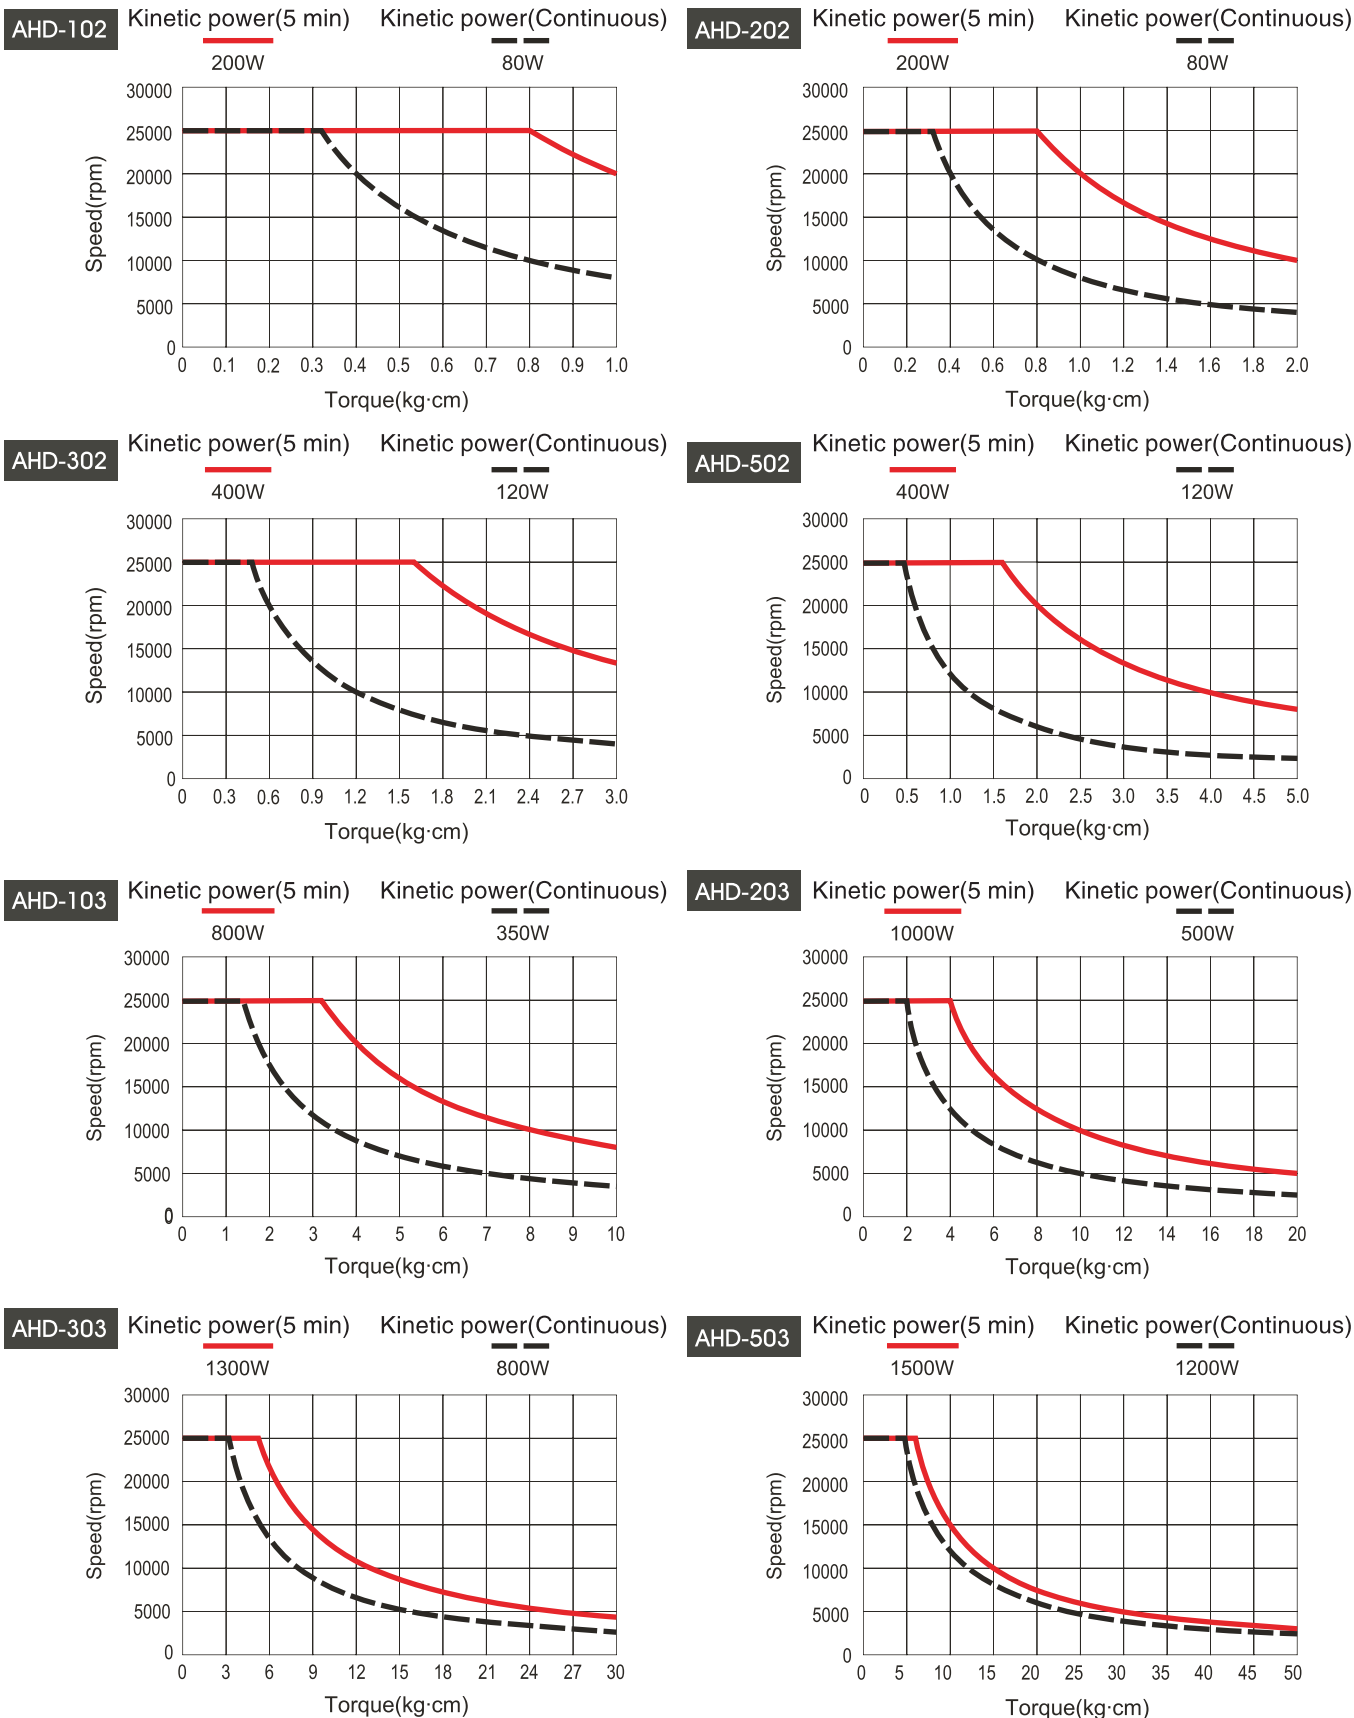 AHD-102 Kinetic power(5 min) Kinetic power(Continuous)
200W 80W
30000
25000
20000
15000
10000
5000
0
Speed(rpm)
0 0.1 0.2 0.3 0.4 0.5 0.6 0.7 0.8 0.9 1.0
Torque(kg·cm)
AHD-202 Kinetic power(5 min) Kinetic power(Continuous)
200W 80W
30000
25000
20000
15000
10000
5000
0
Speed(rpm)
0 0.2 0.4 0.6 0.8 1.0 1.2 1.4 1.6 1.8 2.0
Torque(kg·cm)
AHD-302 Kinetic power(5 min) Kinetic power(Continuous)
400W 120W
30000
25000
20000
15000
10000
5000
0
Speed(rpm)
0 0.3 0.6 0.9 1.2 1.5 1.8 2.1 2.4 2.7 3.0
Torque(kg·cm)
AHD-502 Kinetic power(5 min) Kinetic power(Continuous)
400W 120W
30000
25000
20000
15000
10000
5000
0
Speed(rpm)
0 0.5 1.0 1.5 2.0 2.5 3.0 3.5 4.0 4.5 5.0
Torque(kg·cm)
AHD-103 Kinetic power(5 min) Kinetic power(Continuous)
800W 350W
30000
25000
20000
15000
10000
5000
0
Speed(rpm)
0 1 2 3 4 5 6 7 8 9 10
Torque(kg·cm)
AHD-203 Kinetic power(5 min) Kinetic power(Continuous)
1000W 500W
30000
25000
20000
15000
10000
5000
0
Speed(rpm)
0 2 4 6 8 10 12 14 16 18 20
Torque(kg·cm)
AHD-303 Kinetic power(5 min) Kinetic power(Continuous)
1300W 800W
30000
25000
20000
15000
10000
5000
0
Speed(rpm)
0 3 6 9 12 15 18 21 24 27 30
Torque(kg·cm)
AHD-503 Kinetic power(5 min) Kinetic power(Continuous)
1500W 1200W
30000
25000
20000
15000
10000
5000
0
Speed(rpm)
0 5 10 15 20 25 30 35 40 45 50
Torque(kg·cm)